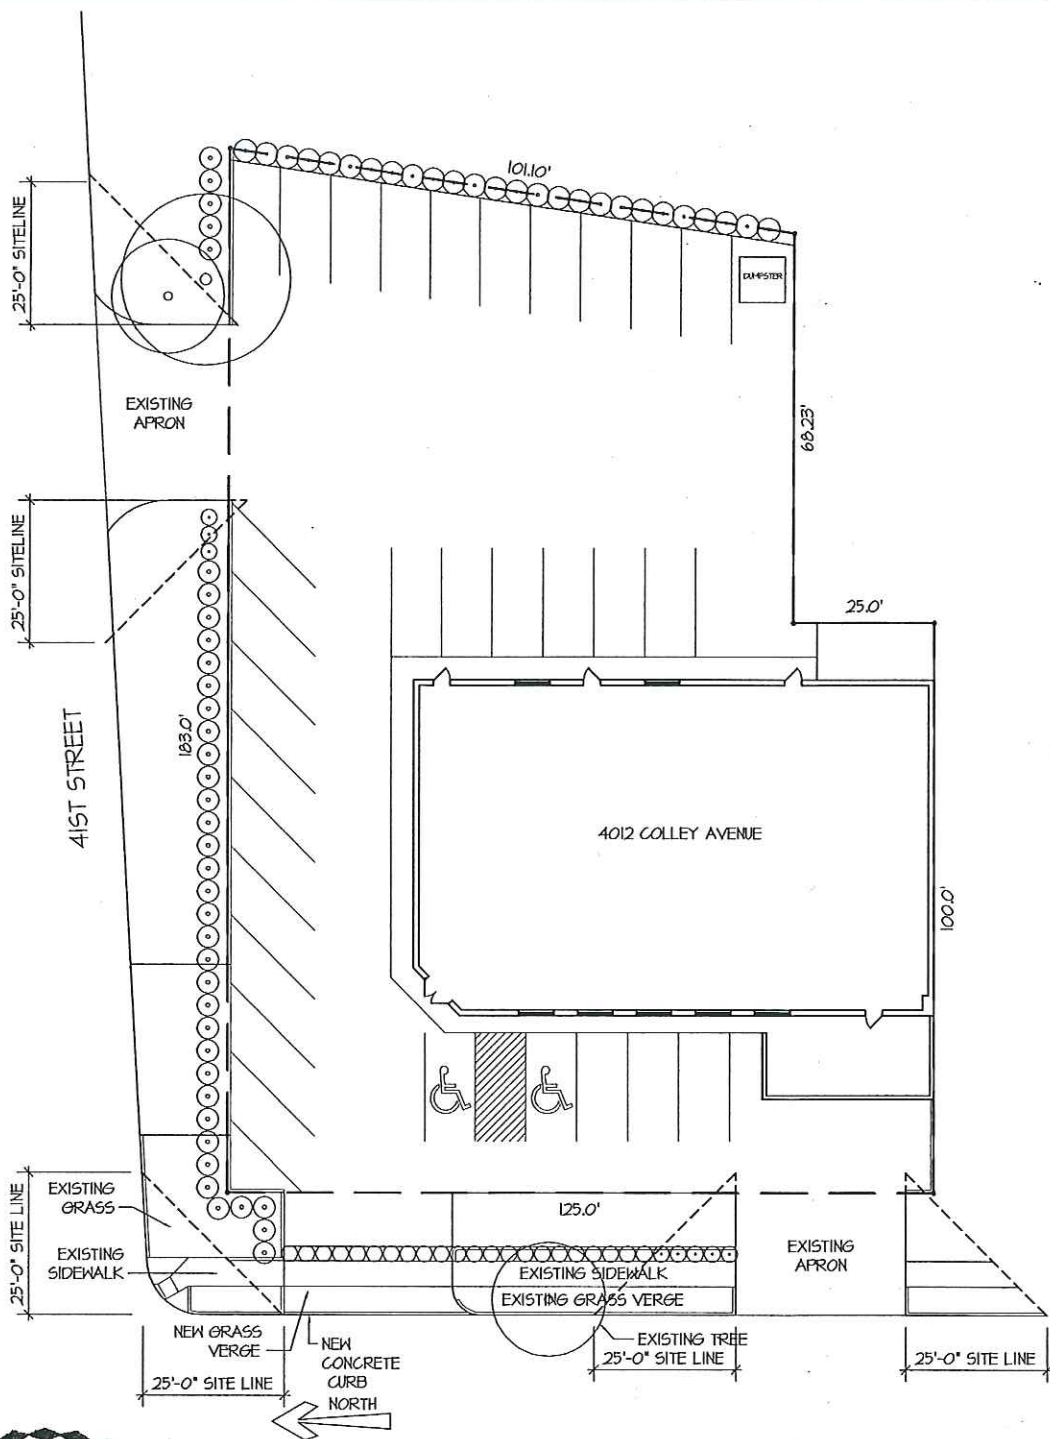 101.10'
25'-0" SITELINE
DUMPSTER
EXISTING
APRON
68.23'
25'-0" SITELINE
25.0'
41ST STREET
183.0'
4012 COLLEY AVENUE
100.0'
25'-0" SITE LINE
EXISTING
GRASS
EXISTING
SIDEWALK
125.0'
EXISTING
APRON
EXISTING SIDEWALK
EXISTING GRASS VERGE
NEW GRASS
VERGE
NEW
CONCRETE
CURB
EXISTING TREE
25'-0" SITE LINE
25'-0" SITE LINE
25'-0" SITE LINE
NORTH